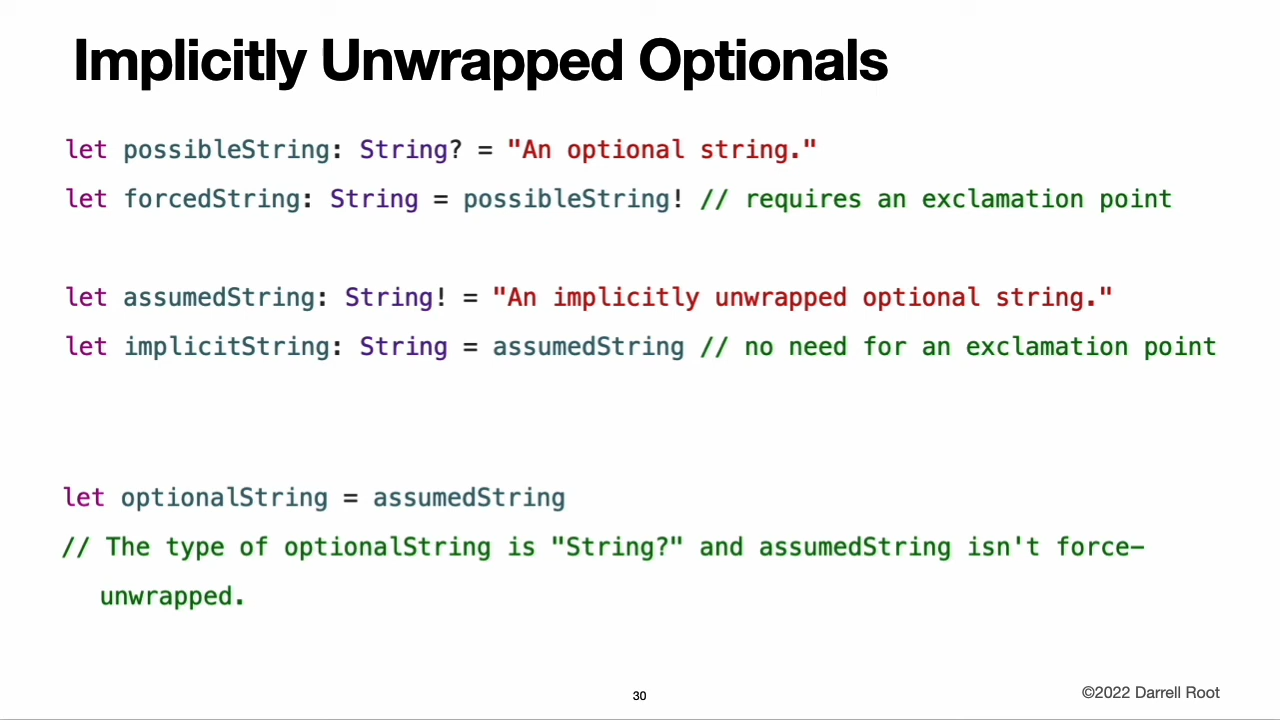 Implicitly Unwrapped Optionals
let possibleString: String? = "An optional string."
let forcedString: String = possibleString! // requires an exclamation point
let assumedString: String! = "An implicitly unwrapped optional string."
let implicitString: String = assumedString // no need for an exclamation point
let optionalString = assumedString
// The type of optionalString is "String?" and assumedString isn't force-
unwrapped.
30
©2022 Darrell Root